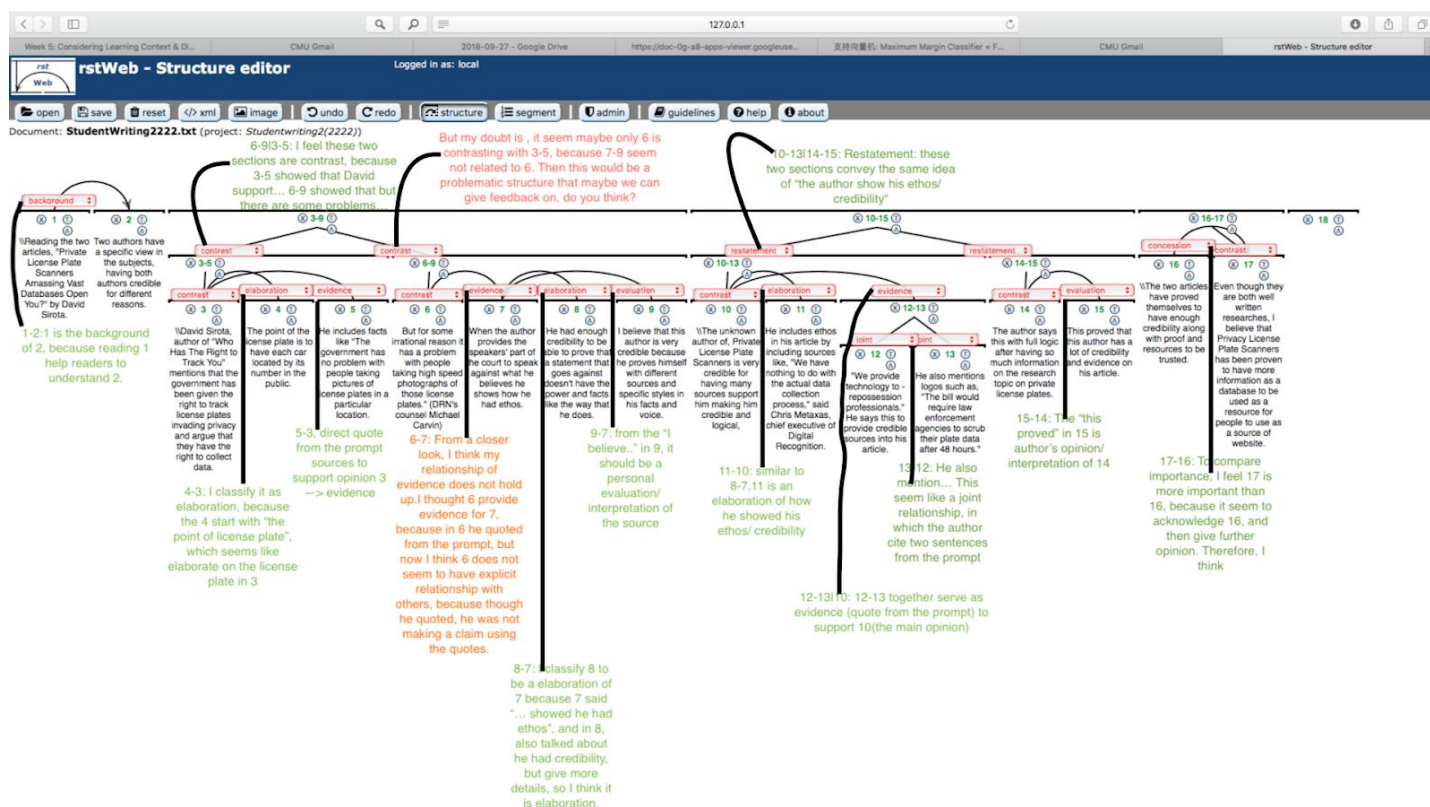 127.0.0.1
Week 5: Considering Learning Context & Di...
CMU Gmail
2018-09-27 - Google Drive
https://doc-0g-a8-apps-viewer.googleuse...
支持向量机: Maximum Margin Classifier « F...
CMU Gmail
rstWeb - Structure editor
rst
Web
rstWeb - Structure editor
Logged in as: local
open
save
reset
</> xml
image
undo
redo
structure
segment
admin
guidelines
help
about
Document: StudentWriting2222.txt (project: Studentwriting2(2222))
6-9|3-5: I feel these two
sections are contrast, because
3-5 showed that David
support... 6-9 showed that but
there are some problems...
But my doubt is , it seem maybe only 6 is
contrasting with 3-5, because 7-9 seem
not related to 6. Then this would be a
problematic structure that maybe we can
give feedback on, do you think?
10-13|14-15: Restatement: these
two sections convey the same idea
of "the author show his ethos/
credibility"
background
1
2
3-9
10-15
16-17
18
contrast
contrast
restatement
restatement
concession
contrast
3-5
6-9
10-13
14-15
16
17
contrast
elaboration
evidence
contrast
evidence
elaboration
evaluation
contrast
elaboration
evidence
contrast
evaluation
3
4
5
6
7
8
9
10
11
12-13
14
15
joint
joint
12
13
\\Reading the two
articles, "Private
License Plate
Scanners
Amassing Vast
Databases Open
You?" by David
Sirota.
Two authors have
a specific view in
the subjects,
having both
authors credible
for different
reasons.
\\David Sirota,
author of "Who
Has The Right to
Track You"
mentions that the
government has
been given the
right to track
license plates
invading privacy
and argue that
they have the
right to collect
data.
The point of the
license plate is to
have each car
located by its
number in the
public.
He includes facts
like "The
government has
no problem with
people taking
pictures of
license plates in a
particular
location.
But for some
irrational reason it
has a problem
with people
taking high speed
photographs of
those license
plates." (DRN's
counsel Michael
Carvin)
When the author
provides the
speakers' part of
the court to speak
against what he
believes he
shows how he
had ethos.
He had enough
credibility to be
able to prove that
a statement that
goes against
doesn't have the
power and facts
like the way that
he does.
I believe that this
author is very
credible because
he proves himself
with different
sources and
specific styles in
his facts and
voice.
\\The unknown
author of, Private
License Plate
Scanners is very
credible for
having many
sources support
him making him
credible and
logical,
He includes ethos
in his article by
including sources
like, "We have
nothing to do with
the actual data
collection
process," said
Chris Metaxas,
chief executive of
Digital
Recognition.
"We provide
technology to -
repossession
professionals."
He says this to
provide credible
sources into his
article.
He also mentions
logos such as,
"The bill would
require law
enforcement
agencies to scrub
their plate data
after 48 hours."
The author says
this with full logic
after having so
much information
on the research
topic on private
license plates.
This proved that
this author has a
lot of credibility
and evidence on
his article.
\\The two articles
have proved
themselves to
have enough
credibility along
with proof and
resources to be
trusted.
Even though they
are both well
written
researches, I
believe that
Privacy License
Plate Scanners
has been proven
to have more
information as a
database to be
used as a
resource for
people to use as
a source of
website.
1-2:1 is the background
of 2, because reading 1
help readers to
understand 2.
4-3: I classify it as
elaboration, because
the 4 start with "the
point of license plate",
which seems like
elaborate on the license
plate in 3
5-3, direct quote
from the prompt
sources to
support opinion 3
—> evidence
6-7: From a closer
look, I think my
relationship of
evidence does not
hold up.I thought 6
provide evidence for 7,
because in 6 he quoted
from the prompt, but
now I think 6 does not
seem to have explicit
relationship with
others, because though
he quoted, he was not
making a claim using
the quotes.
8-7: I classify 8 to
be a elaboration of
7 because 7 said
"... showed he had
ethos", and in 8,
also talked about
he had credibility,
but give more
details, so I think it
is elaboration.
9-7: from the "I
believe.." in 9, it
should be a
personal
evaluation/
interpretation of
the source
11-10: similar to
8-7,11 is an
elaboration of how
he showed his
ethos/ credibility
13-12: He also
mention... This
seem like a joint
relationship, in
which the author
cite two sentences
from the prompt
12-13|10: 12-13 together serve as
evidence (quote from the prompt) to
support 10(the main opinion)
15-14: The "this
proved" in 15 is
author's opinion/
interpretation of 14
17-16: To compare
importance, I feel 17 is
more important than
16, because it seem to
acknowledge 16, and
then give further
opinion. Therefore, I
think